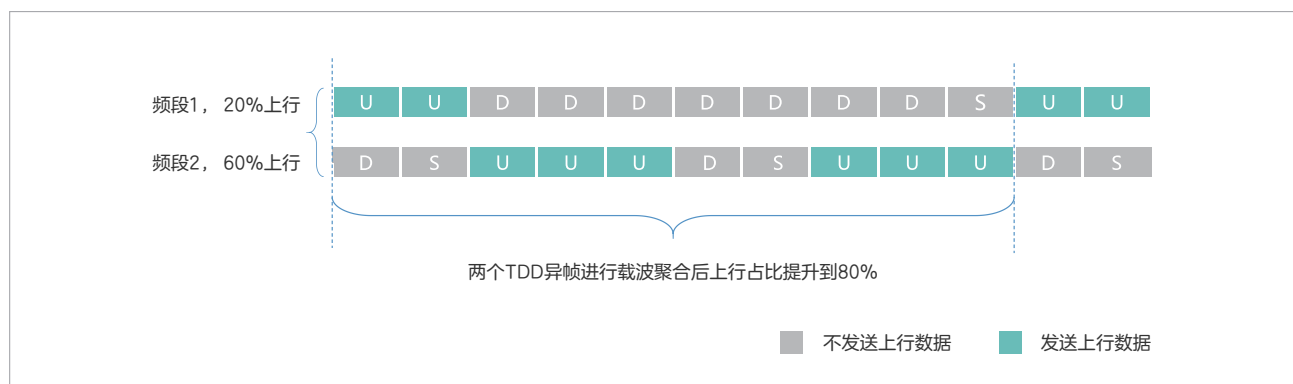 频段1， 20%上行 U U D D D D D D D S U U
频段2， 60%上行 D S U U U D S U U U D S
两个TDD异帧进行载波聚合后上行占比提升到80%
不发送上行数据 发送上行数据